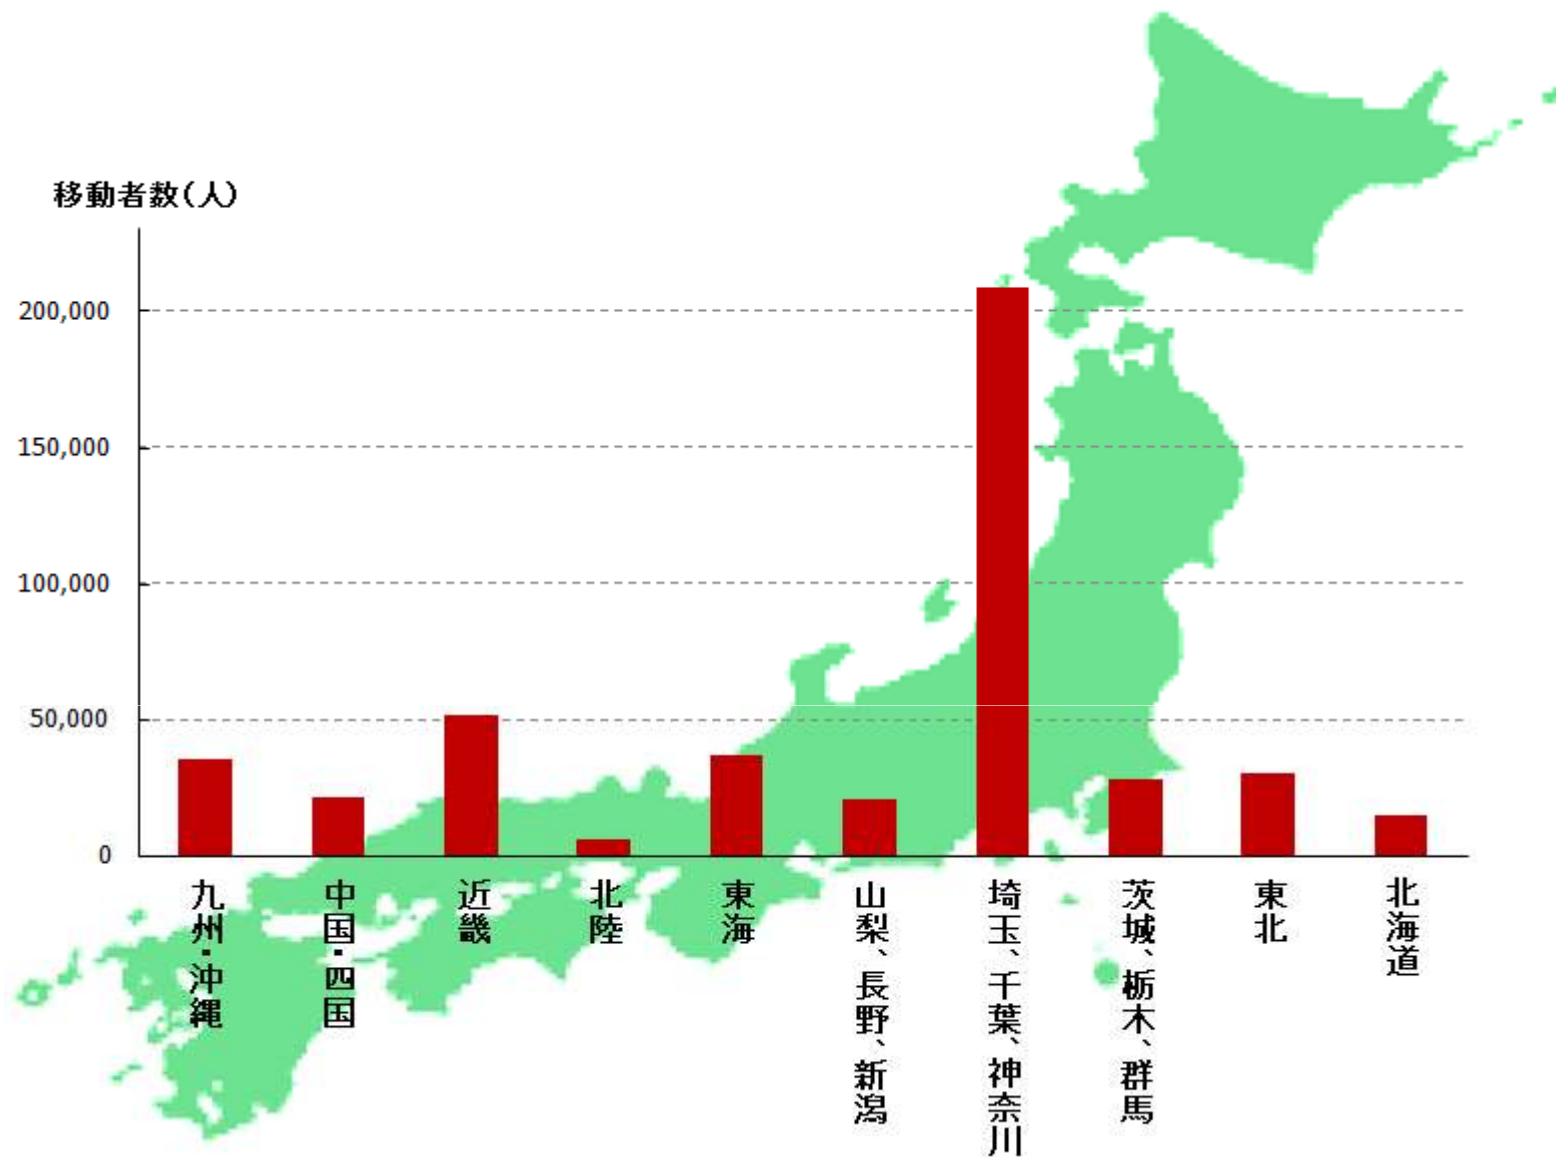 移動者数(人)
200,000
150,000
100,000
50,000
0
九州・沖縄
中国・四国
近畿
北陸
東海
山梨、長野、新潟
埼玉、千葉、神奈川
茨城、栃木、群馬
東北
北海道